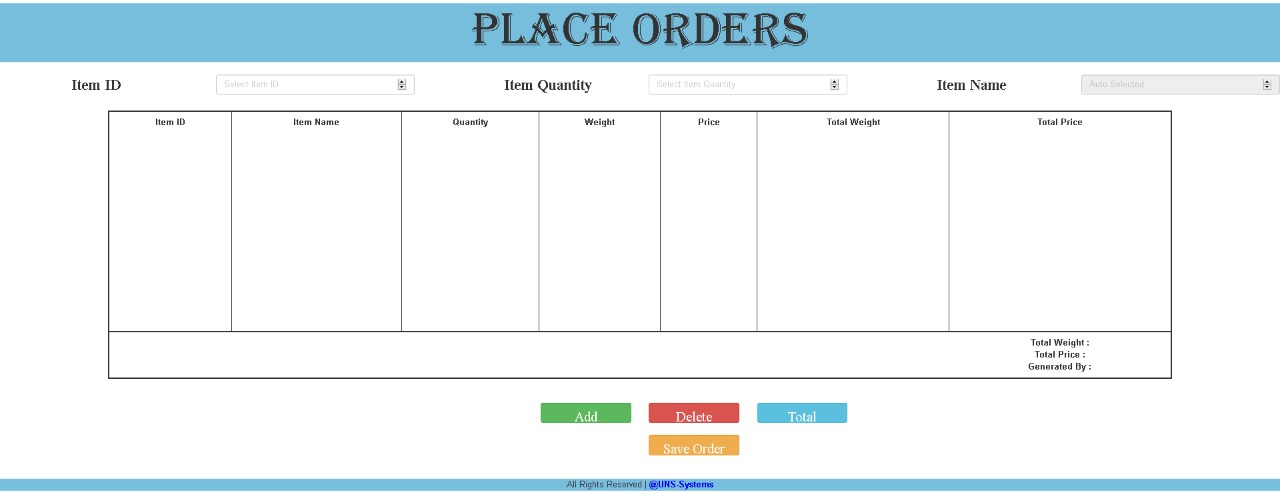 PLACE ORDERS
Item ID Select Item ID Item Quantity Select Item Quantity Item Name Auto Selected
Item ID Item Name Quantity Weight Price Total Weight Total Price
Total Weight :
Total Price :
Generated By :
Add Delete Total
Save Order
All Rights Reserved | @UNS-Systems